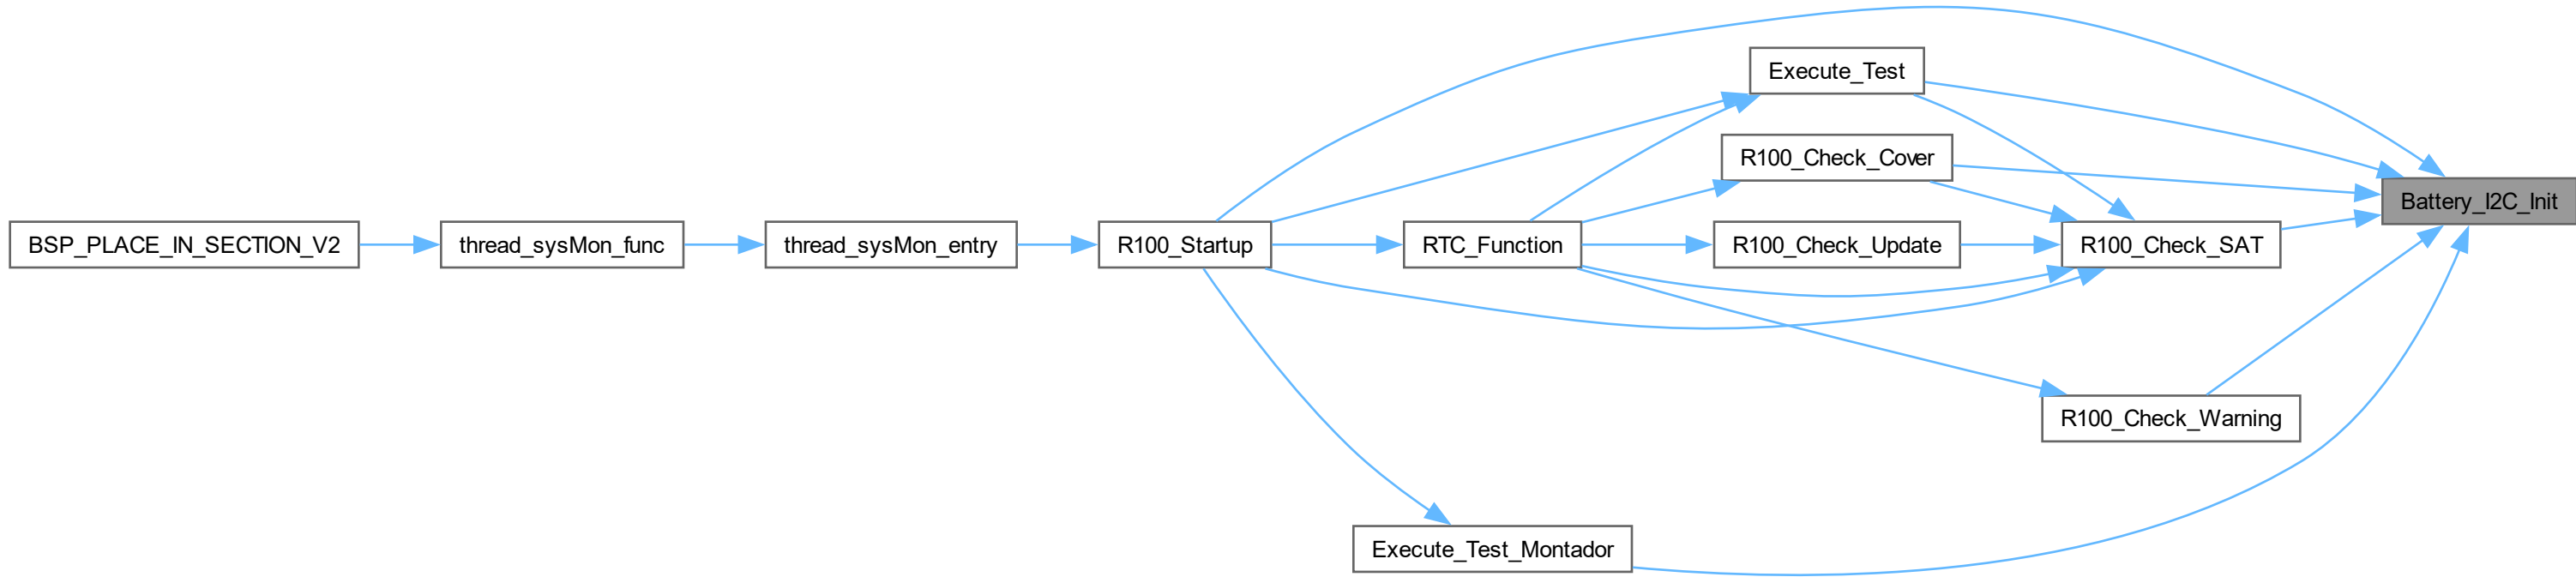 Execute_Test
R100_Check_Cover
Battery_I2C_Init
BSP_PLACE_IN_SECTION_V2
thread_sysMon_func
thread_sysMon_entry
R100_Startup
RTC_Function
R100_Check_Update
R100_Check_SAT
R100_Check_Warning
Execute_Test_Montador